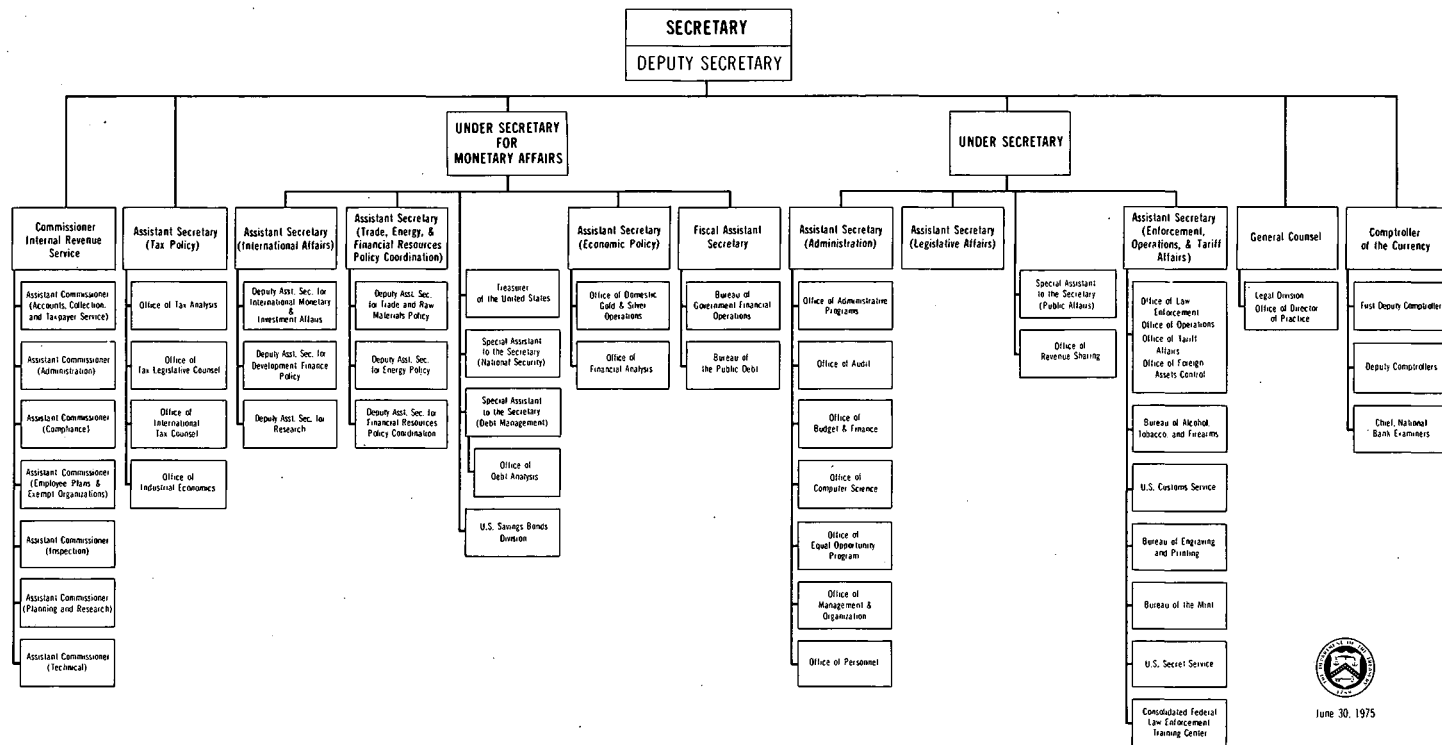 SECRETARY
DEPUTY SECRETARY
UNDER SECRETARY
FOR
MONETARY AFFAIRS
UNDER SECRETARY
Commissioner
Internal Revenue
Service
Assistant Commissioner
(Accounts, Collection,
and Taxpayer Service)
Assistant Commissioner
(Administration)
Assistant Commissioner
(Compliance)
Assistant Commissioner
(Employee Plans &
Exempt Organizations)
Assistant Commissioner
(Inspection)
Assistant Commissioner
(Planning and Research)
Assistant Commissioner
(Technical)
Assistant Secretary
(Tax Policy)
Office of Tax Analysis
Office of
Tax Legislative Counsel
Office of
International
Tax Counsel
Office of
Industrial Economics
Assistant Secretary
(International Affairs)
Deputy Asst. Sec. for
International Monetary
&
Investment Affairs
Deputy Asst. Sec. for
Development Finance
Policy
Deputy Asst. Sec. for
Research
Assistant Secretary
(Trade, Energy, &
Financial Resources
Policy Coordination)
Deputy Asst. Sec.
for Trade and Raw
Materials Policy
Deputy Asst. Sec.
for Energy Policy
Deputy Asst. Sec. for
Financial Resources
Policy Coordination
Treasurer
of the United States
Special Assistant
to the Secretary
(National Security)
Special Assistant
to the Secretary
(Debt Management)
Office of
Debt Analysis
U.S. Savings Bonds
Division
Assistant Secretary
(Economic Policy)
Office of Domestic
Gold & Silver
Operations
Office of
Financial Analysis
Fiscal Assistant
Secretary
Bureau of
Government Financial
Operations
Bureau of
the Public Debt
Assistant Secretary
(Administration)
Office of Administrative
Programs
Office of Audit
Office of
Budget & Finance
Office of
Computer Science
Office of
Equal Opportunity
Program
Office of
Management &
Organization
Office of Personnel
Assistant Secretary
(Legislative Affairs)
Special Assistant
to the Secretary
(Public Affairs)
Office of
Revenue Sharing
Assistant Secretary
(Enforcement,
Operations, & Tariff
Affairs)
Office of Law
Enforcement
Office of Operations
Office of Tariff
Affairs
Office of Foreign
Assets Control
Bureau of Alcohol,
Tobacco, and Firearms
U.S. Customs Service
Bureau of Engraving
and Printing
Bureau of the Mint
U.S. Secret Service
Consolidated Federal
Law Enforcement
Training Center
General Counsel
Legal Division
Office of Director
of Practice
Comptroller
of the Currency
First Deputy Comptroller
Deputy Comptrollers
Chief, National
Bank Examiners
THE DEPARTMENT OF THE TREASURY
1789
June 30, 1975